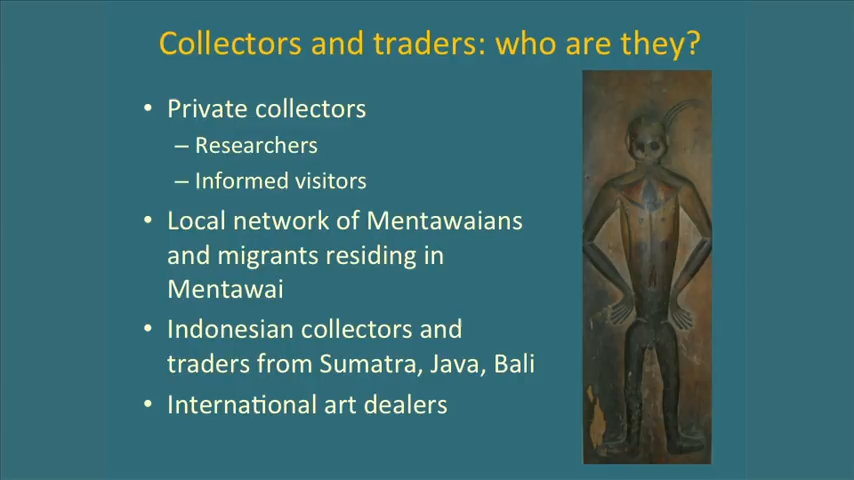 Collectors and traders: who are they?
• Private collectors
– Researchers
– Informed visitors
• Local network of Mentawaians
and migrants residing in
Mentawai
• Indonesian collectors and
traders from Sumatra, Java, Bali
• International art dealers